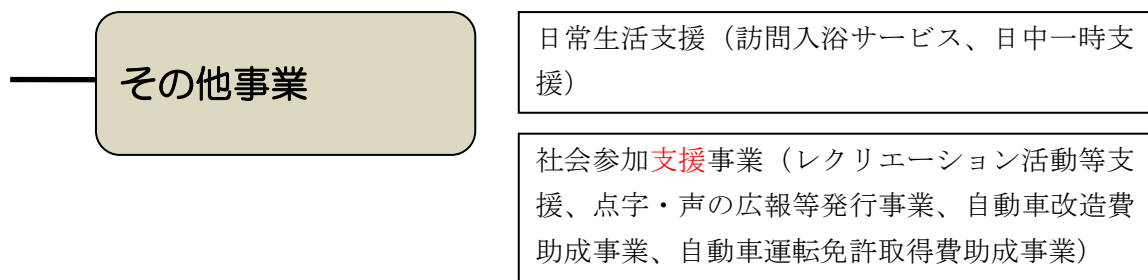 その他事業
日常生活支援（訪問入浴サービス、日中一時支
援）
社会参加支援事業（レクリエーション活動等支
援、点字・声の広報等発行事業、自動車改造費
助成事業、自動車運転免許取得費助成事業）